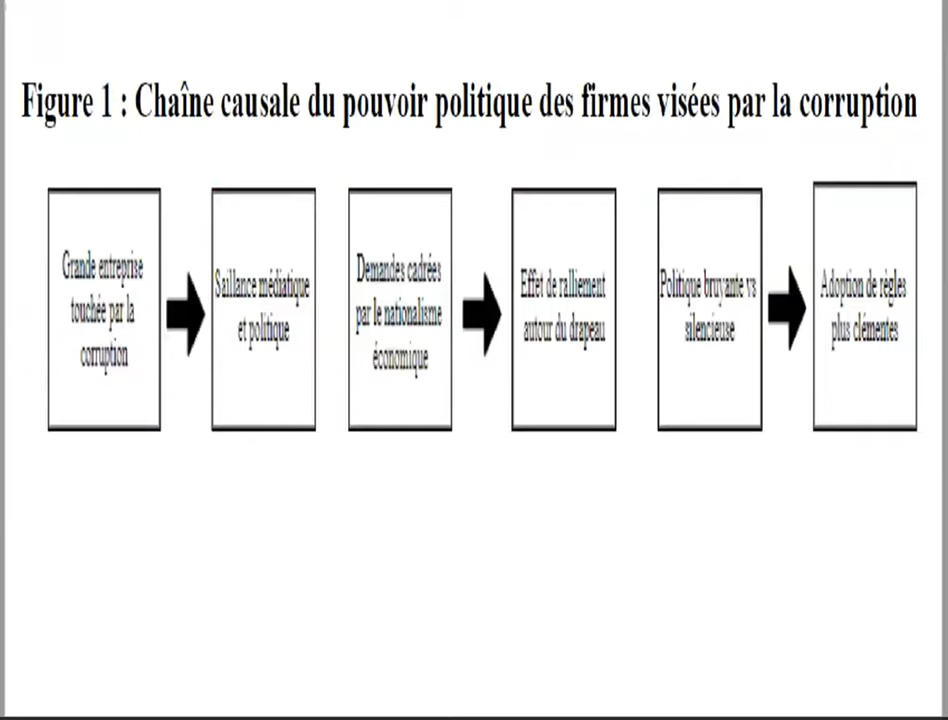 Figure 1 : Chaîne causale du pouvoir politique des firmes visées par la corruption
Grande entreprise
touchée par la
corruption
Saillance médiatique
et politique
Demandes cadrées
par le nationalisme
économique
Effet de ralliement
autour du drapeau
Politique bruyante vs
silencieuse
Adoption de règles
plus clémentes